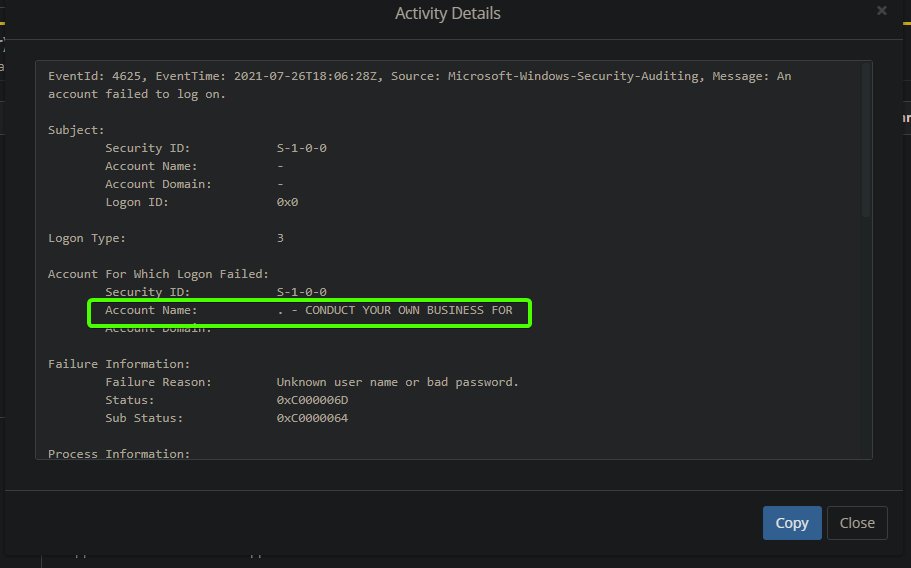 Activity Details
×
EventId: 4625, EventTime: 2021-07-26T18:06:28Z, Source: Microsoft-Windows-Security-Auditing, Message: An
account failed to log on.
Subject:
Security ID: S-1-0-0
Account Name: -
Account Domain: -
Logon ID: 0x0
Logon Type: 3
Account For Which Logon Failed:
Security ID: S-1-0-0
Account Name: . - CONDUCT YOUR OWN BUSINESS FOR
Account Domain:
Failure Information:
Failure Reason: Unknown user name or bad password.
Status: 0xC000006D
Sub Status: 0xC0000064
Process Information:
Copy Close